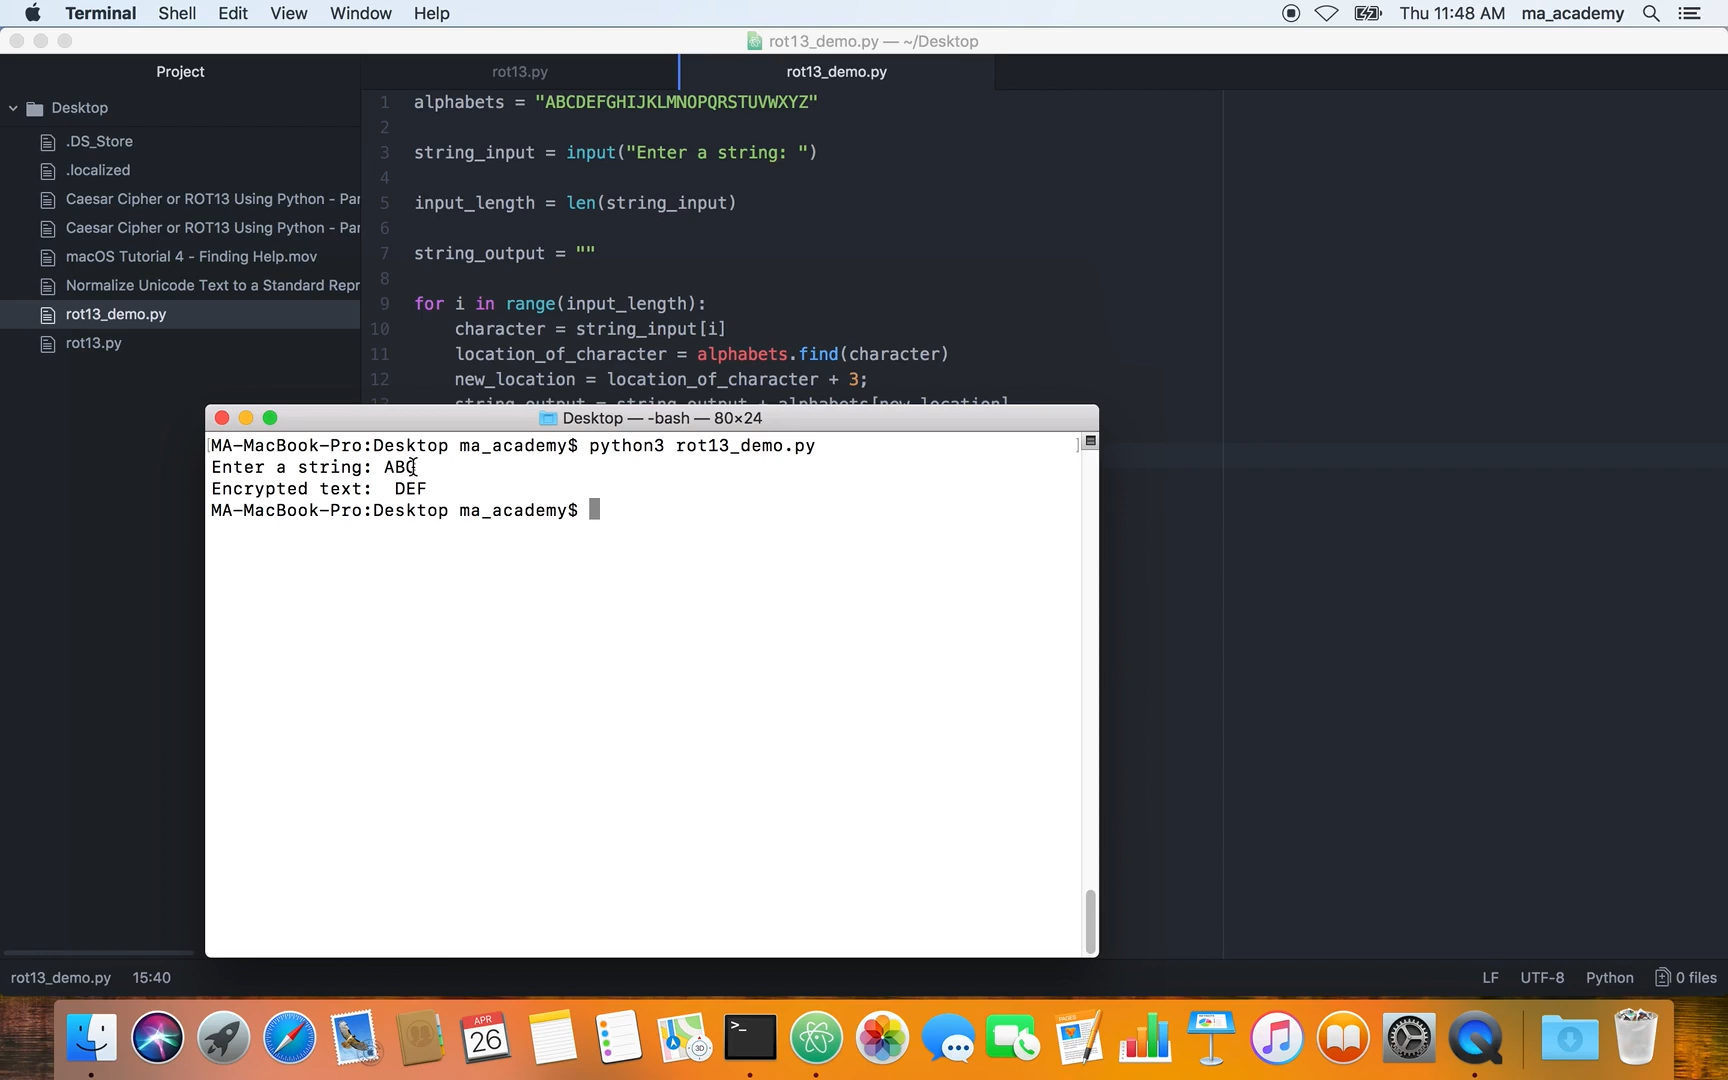 Terminal Shell Edit View Window Help Thu 11:48 AM ma_academy
rot13_demo.py — ~/Desktop
Project rot13.py rot13_demo.py
Desktop
.DS_Store
.localized
Caesar Cipher or ROT13 Using Python - Par
Caesar Cipher or ROT13 Using Python - Par
macOS Tutorial 4 - Finding Help.mov
Normalize Unicode Text to a Standard Repr
rot13_demo.py
rot13.py
1 alphabets = "ABCDEFGHIJKLMNOPQRSTUVWXYZ"
2
3 string_input = input("Enter a string: ")
4
5 input_length = len(string_input)
6
7 string_output = ""
8
9 for i in range(input_length):
10 character = string_input[i]
11 location_of_character = alphabets.find(character)
12 new_location = location_of_character + 3;
13 string_output = string_output + alphabets[new_location]
Desktop — -bash — 80×24
[MA-MacBook-Pro:Desktop ma_academy$ python3 rot13_demo.py ]
Enter a string: ABC
Encrypted text:  DEF
MA-MacBook-Pro:Desktop ma_academy$
rot13_demo.py 15:40 LF UTF-8 Python 0 files
APR
26
>_